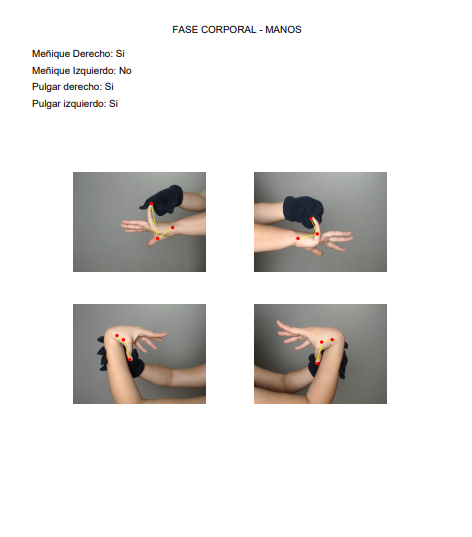 FASE CORPORAL - MANOS
Meñique Derecho: Si
Meñique Izquierdo: No
Pulgar derecho: Si
Pulgar izquierdo: Si